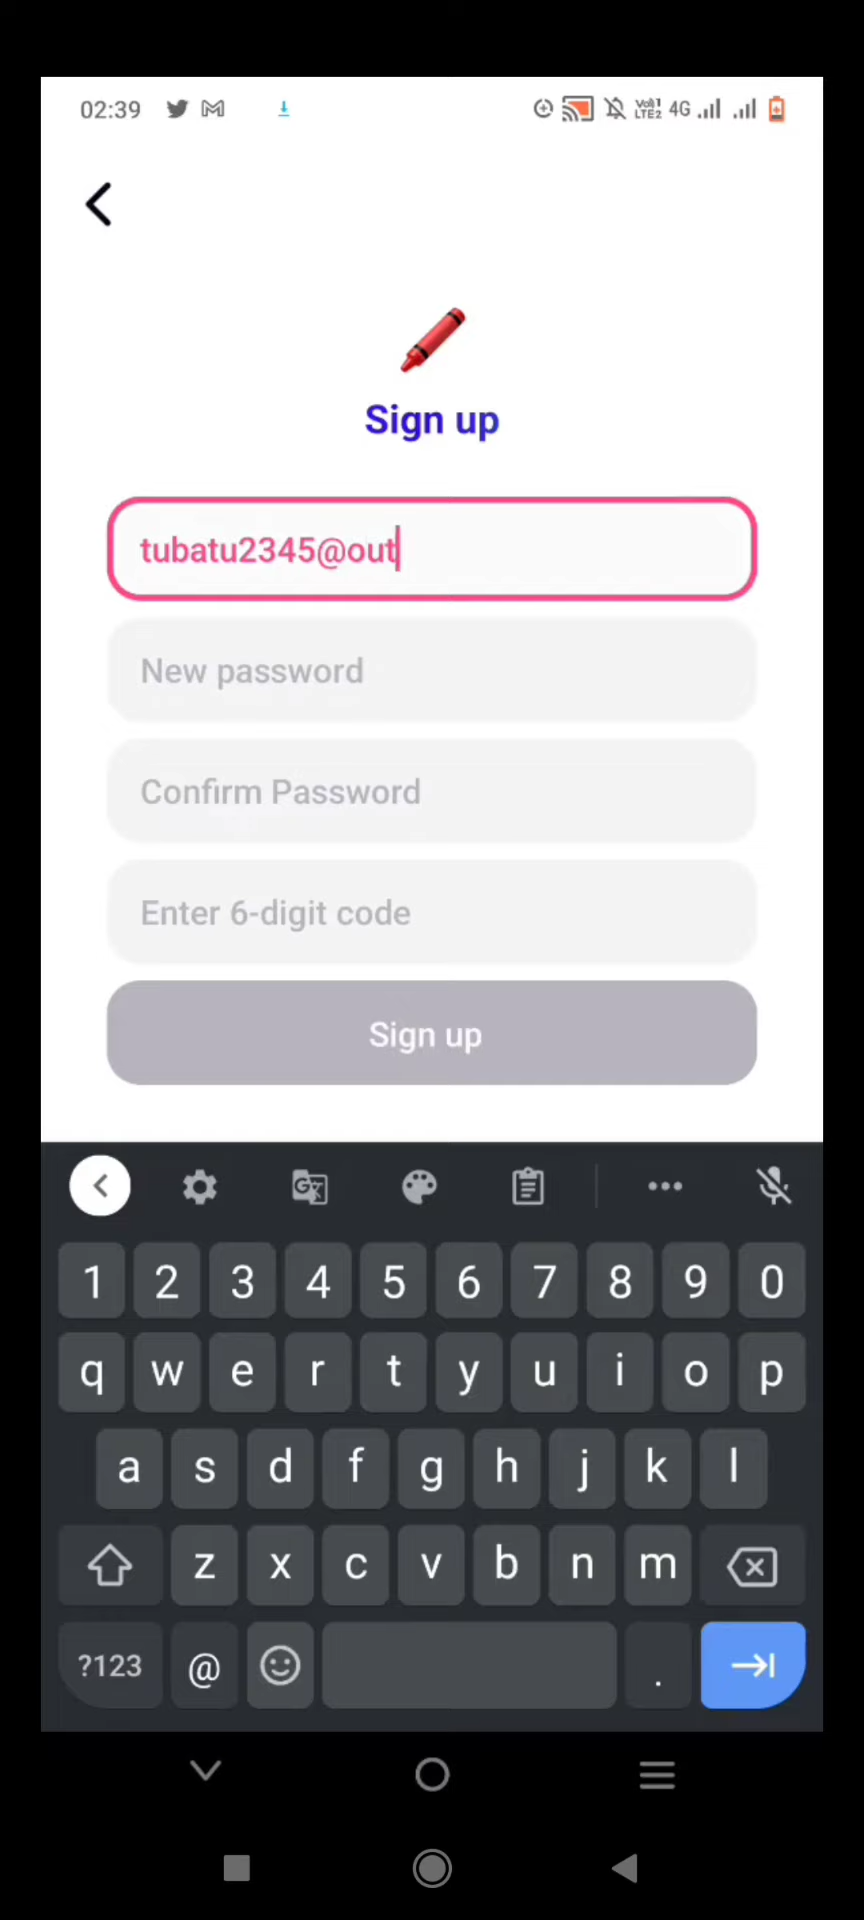 02:39 4G
Sign up
tubatu2345@out
New password
Confirm Password
Enter 6-digit code
Sign up
1 2 3 4 5 6 7 8 9 0
q w e r t y u i o p
a s d f g h j k l
z x c v b n m
?123 @ .